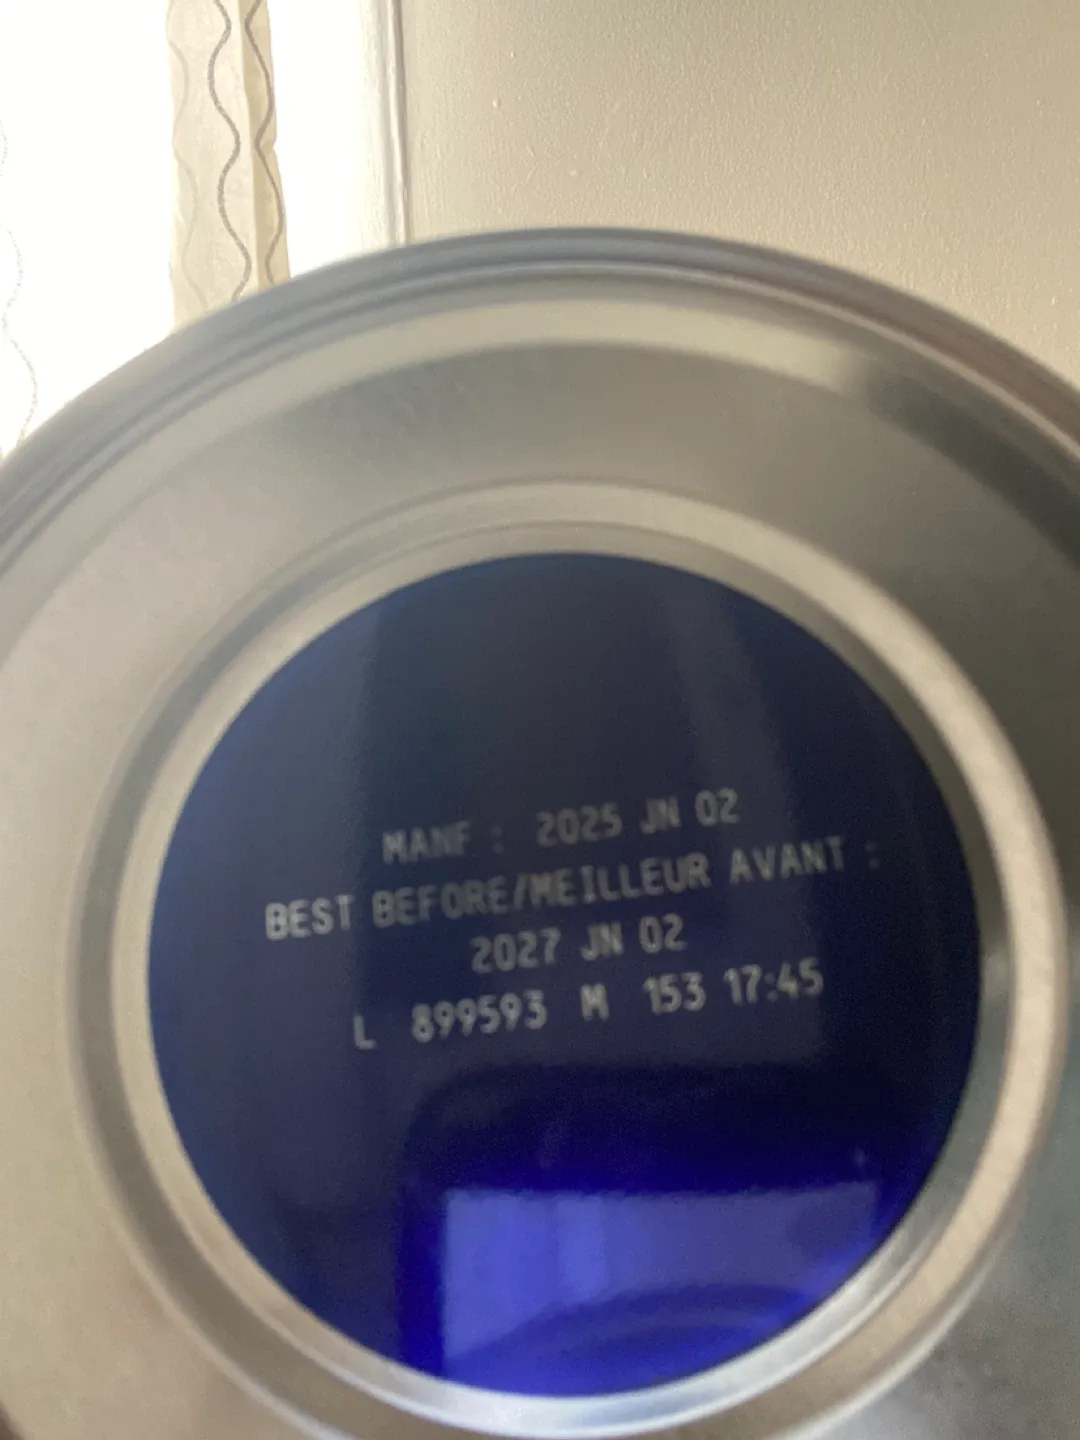 MANF : 2025 JN 02
BEST BEFORE/MEILLEUR AVANT :
2027 JN 02
L 899593 M 153 17:45